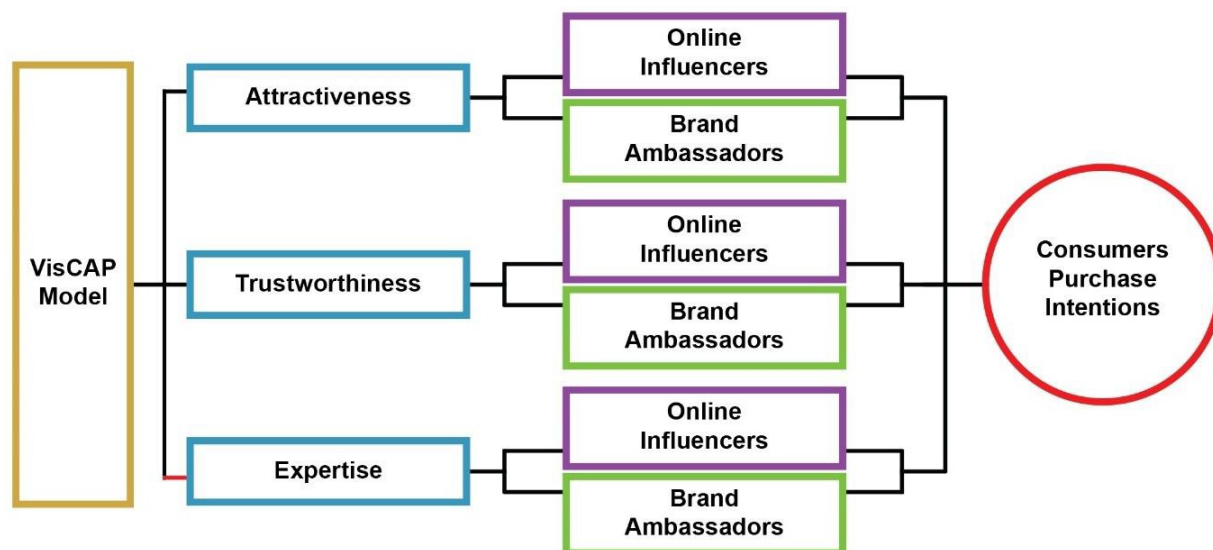 VisCAP
Model
Attractiveness
Online
Influencers
Brand
Ambassadors
Trustworthiness
Online
Influencers
Brand
Ambassadors
Expertise
Online
Influencers
Brand
Ambassadors
Consumers
Purchase
Intentions